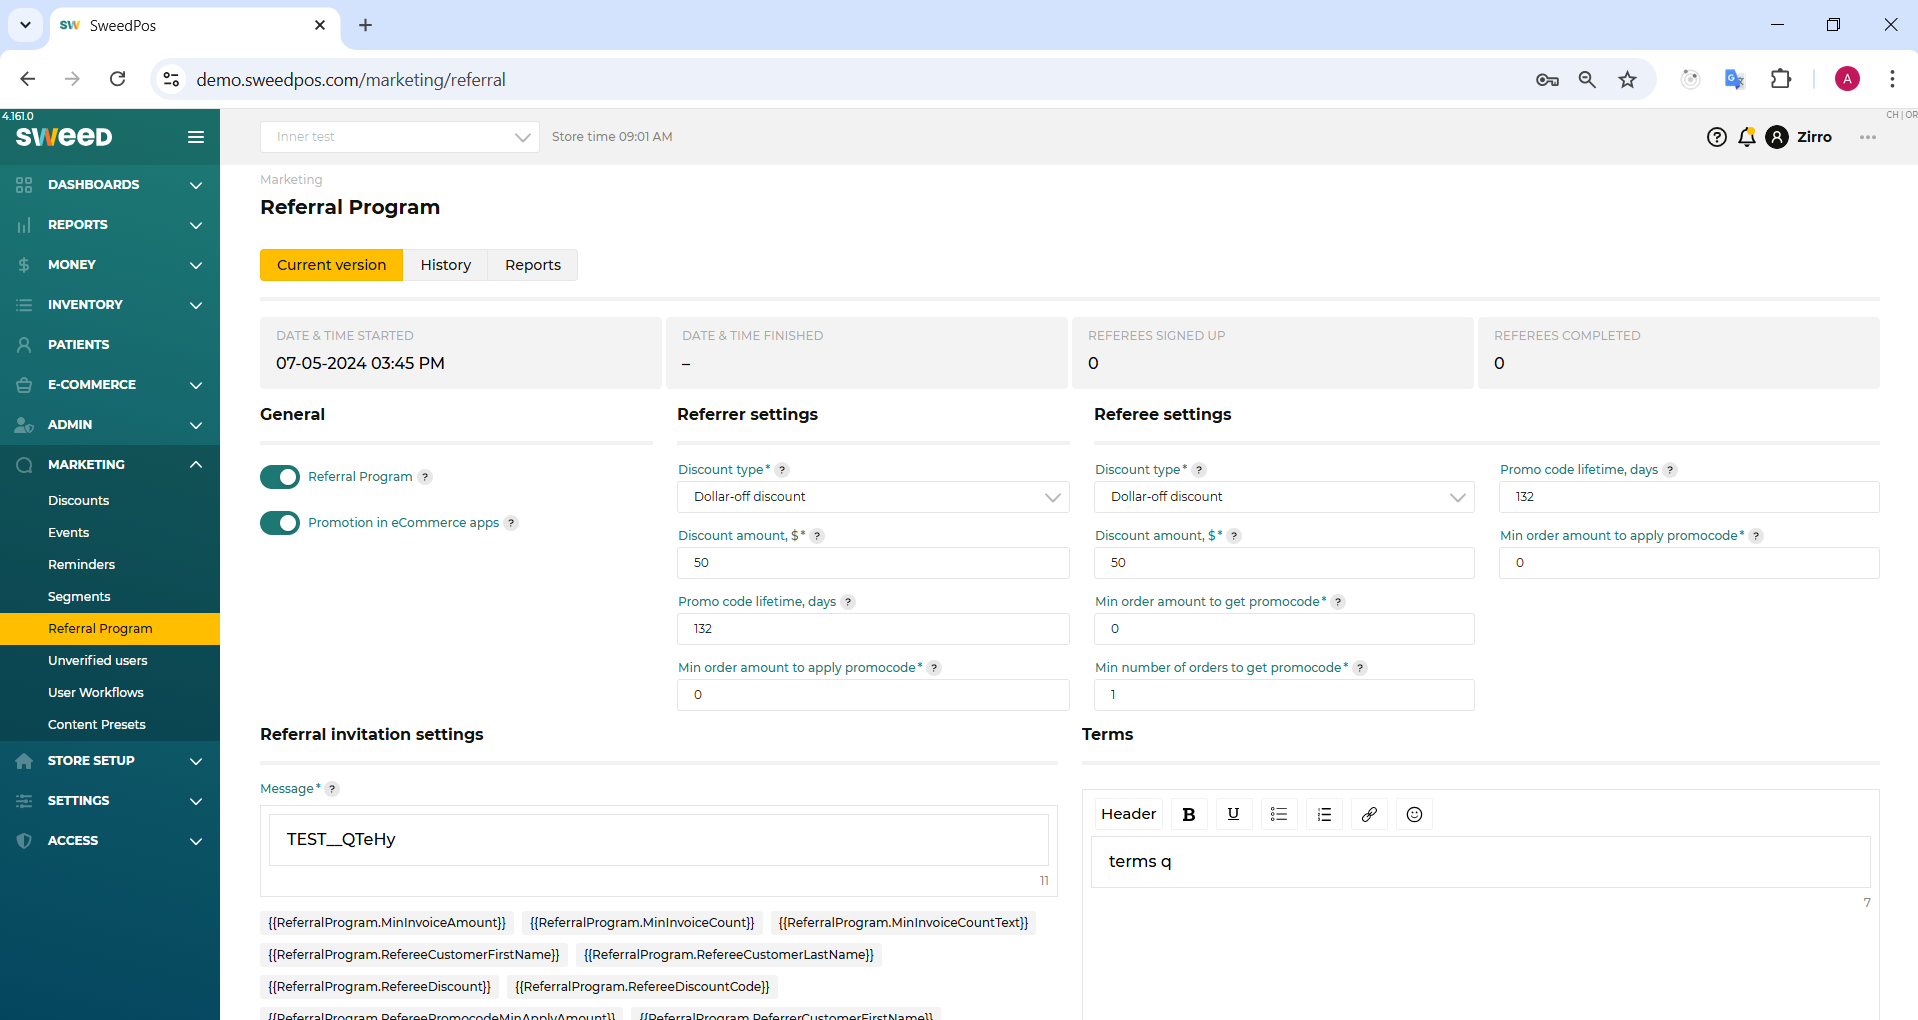 SweedPos
demo.sweedpos.com/marketing/referral
A
4.161.0
sweed
Inner test
Store time 09:01 AM
Zirro
CH | OR
DASHBOARDS
REPORTS
MONEY
INVENTORY
PATIENTS
E-COMMERCE
ADMIN
MARKETING
Discounts
Events
Reminders
Segments
Referral Program
Unverified users
User Workflows
Content Presets
STORE SETUP
SETTINGS
ACCESS
Marketing
Referral Program
Current version History Reports
DATE & TIME STARTED
07-05-2024 03:45 PM
DATE & TIME FINISHED
–
REFEREES SIGNED UP
0
REFEREES COMPLETED
0
General
Referral Program ?
Promotion in eCommerce apps ?
Referrer settings
Discount type* ?
Dollar-off discount
Discount amount, $* ?
50
Promo code lifetime, days ?
132
Min order amount to apply promocode* ?
0
Referee settings
Discount type* ?
Dollar-off discount
Discount amount, $* ?
50
Min order amount to get promocode* ?
0
Min number of orders to get promocode* ?
1
Promo code lifetime, days ?
132
Min order amount to apply promocode* ?
0
Referral invitation settings
Message* ?
TEST__QTeHy
11
{{ReferralProgram.MinInvoiceAmount}} {{ReferralProgram.MinInvoiceCount}} {{ReferralProgram.MinInvoiceCountText}}
{{ReferralProgram.RefereeCustomerFirstName}} {{ReferralProgram.RefereeCustomerLastName}}
{{ReferralProgram.RefereeDiscount}} {{ReferralProgram.RefereeDiscountCode}}
{{ReferralProgram.RefereePromocodeMinApplyAmount}} {{ReferralProgram.ReferrerCustomerFirstName}}
Terms
Header B U
terms q
7